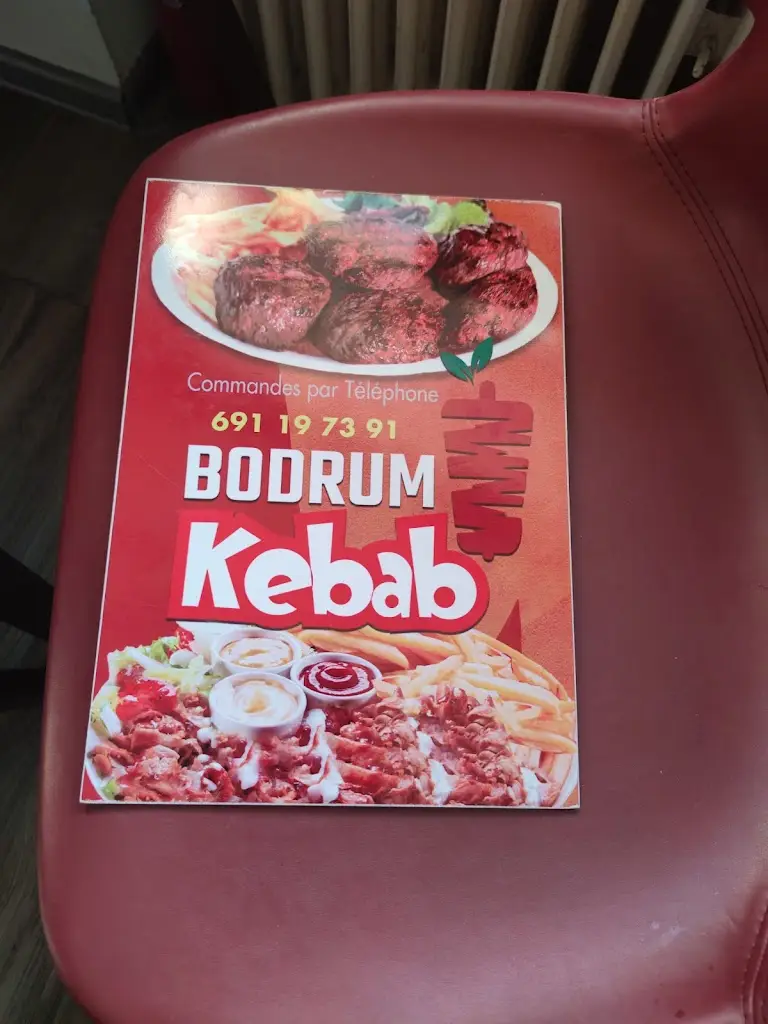 Commandes par Téléphone
691 19 73 91
BODRUM
Kebab